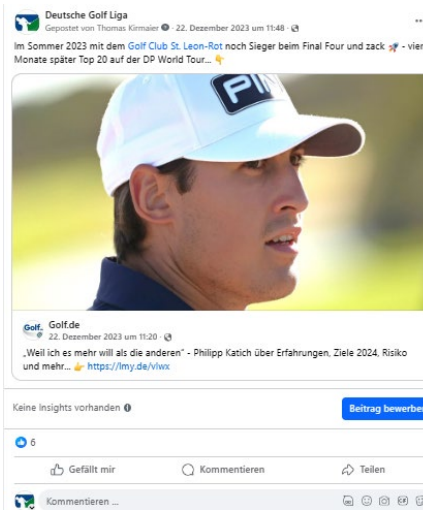 Deutsche Golf Liga
Gepostet von Thomas Kirmaier · 22. Dezember 2023 um 11:48 ·
Im Sommer 2023 mit dem Golf Club St. Leon-Rot noch Sieger beim Final Four und zack 🚀 - vier
Monate später Top 20 auf der DP World Tour... 👇
PING
Golf.
Golf.de
22. Dezember 2023 um 11:20 ·
„Weil ich es mehr will als die anderen“ - Philipp Katich über Erfahrungen, Ziele 2024, Risiko
und mehr... 👉 https://lmy.de/vlwx
Keine Insights vorhanden
Beitrag bewerben
6
Gefällt mir
Kommentieren
Teilen
Kommentieren ...